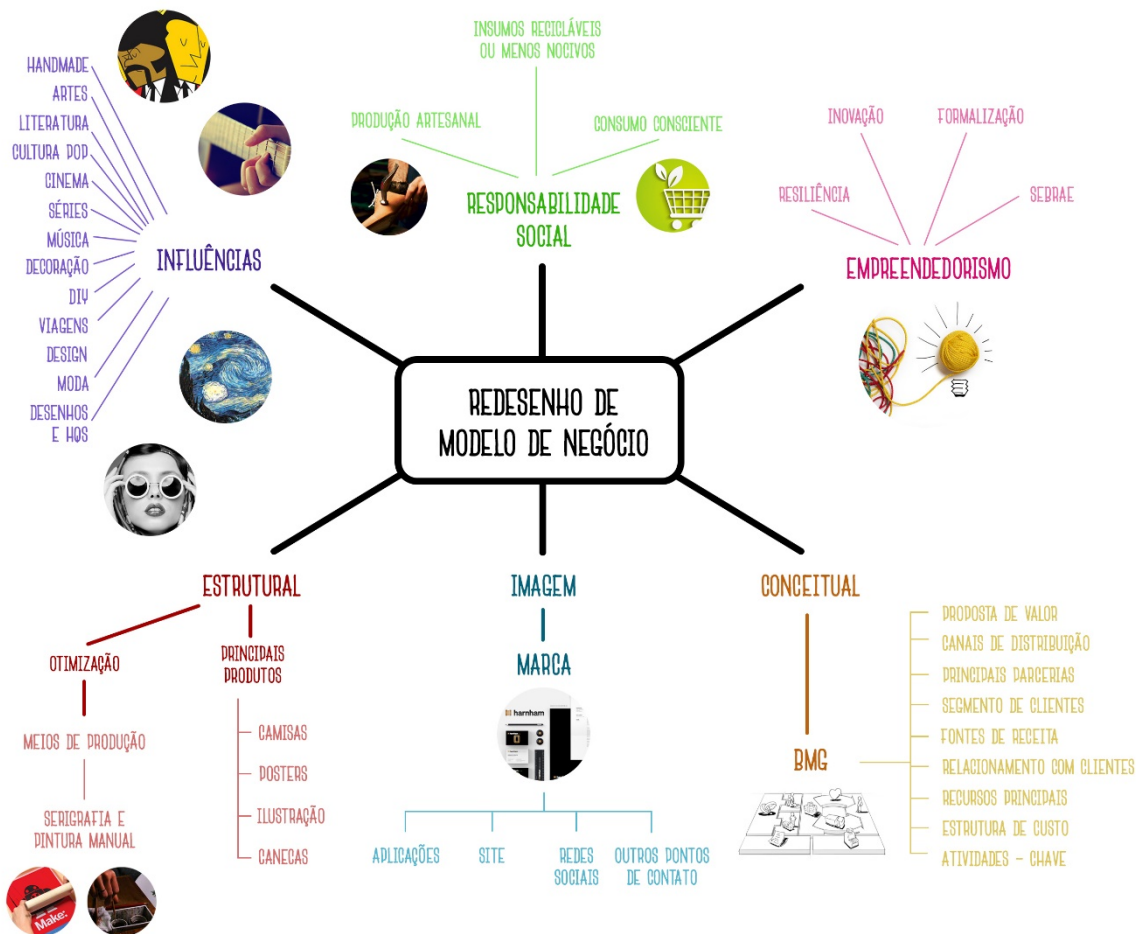 HANDMADE
ARTES
LITERATURA
CULTURA POP
CINEMA
SÉRIES
MÚSICA
DECORAÇÃO
DIY
VIAGENS
DESIGN
MODA
DESENHOS
E HQS
INFLUÊNCIAS
INSUMOS RECICLÁVEIS
OU MENOS NOCIVOS
PRODUÇÃO ARTESANAL
CONSUMO CONSCIENTE
RESPONSABILIDADE
SOCIAL
INOVAÇÃO
FORMALIZAÇÃO
RESILIÊNCIA
SEBRAE
EMPREENDEDORISMO
REDESENHO DE
MODELO DE NEGÓCIO
ESTRUTURAL
OTIMIZAÇÃO
MEIOS DE PRODUÇÃO
SERIGRAFIA E
PINTURA MANUAL
Make:
PRINCIPAIS
PRODUTOS
CAMISAS
POSTERS
ILUSTRAÇÃO
CANECAS
IMAGEM
MARCA
harnham
APLICAÇÕES
SITE
REDES
SOCIAIS
OUTROS PONTOS
DE CONTATO
CONCEITUAL
BMG
PROPOSTA DE VALOR
CANAIS DE DISTRIBUIÇÃO
PRINCIPAIS PARCERIAS
SEGMENTO DE CLIENTES
FONTES DE RECEITA
RELACIONAMENTO COM CLIENTES
RECURSOS PRINCIPAIS
ESTRUTURA DE CUSTO
ATIVIDADES - CHAVE